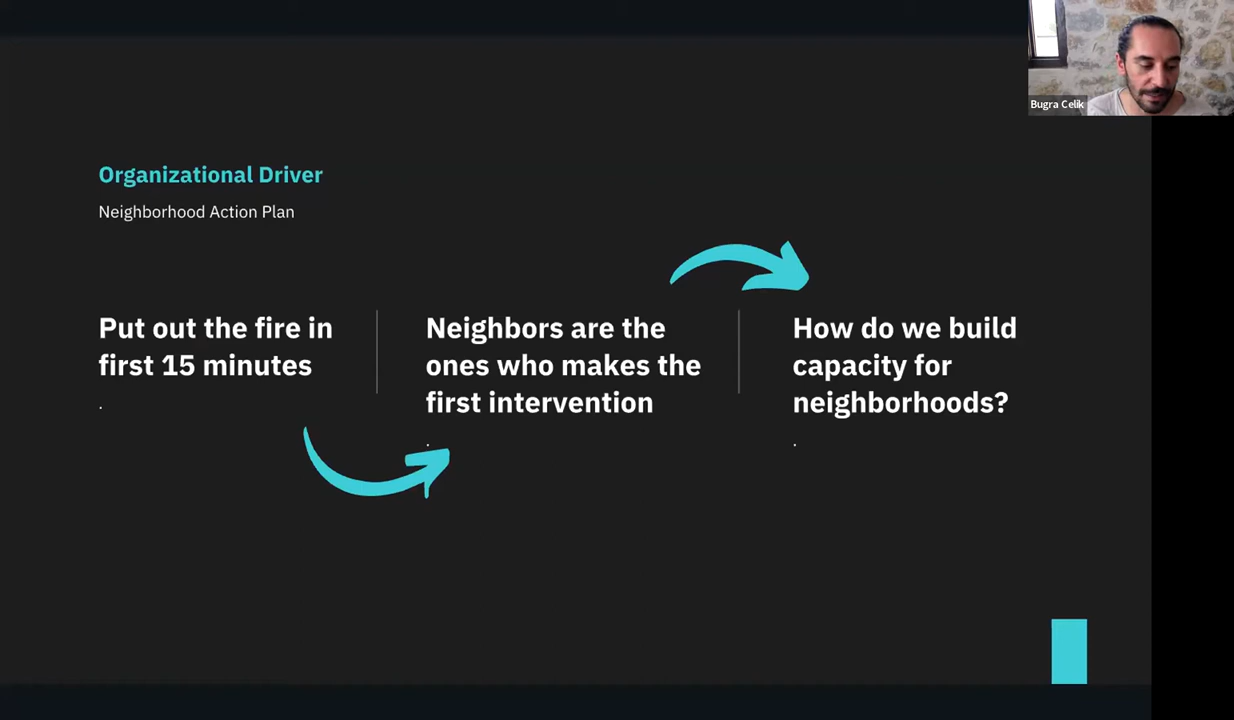 Bugra Celik
Organizational Driver
Neighborhood Action Plan
Put out the fire in
first 15 minutes
.
Neighbors are the
ones who makes the
first intervention
.
How do we build
capacity for
neighborhoods?
.